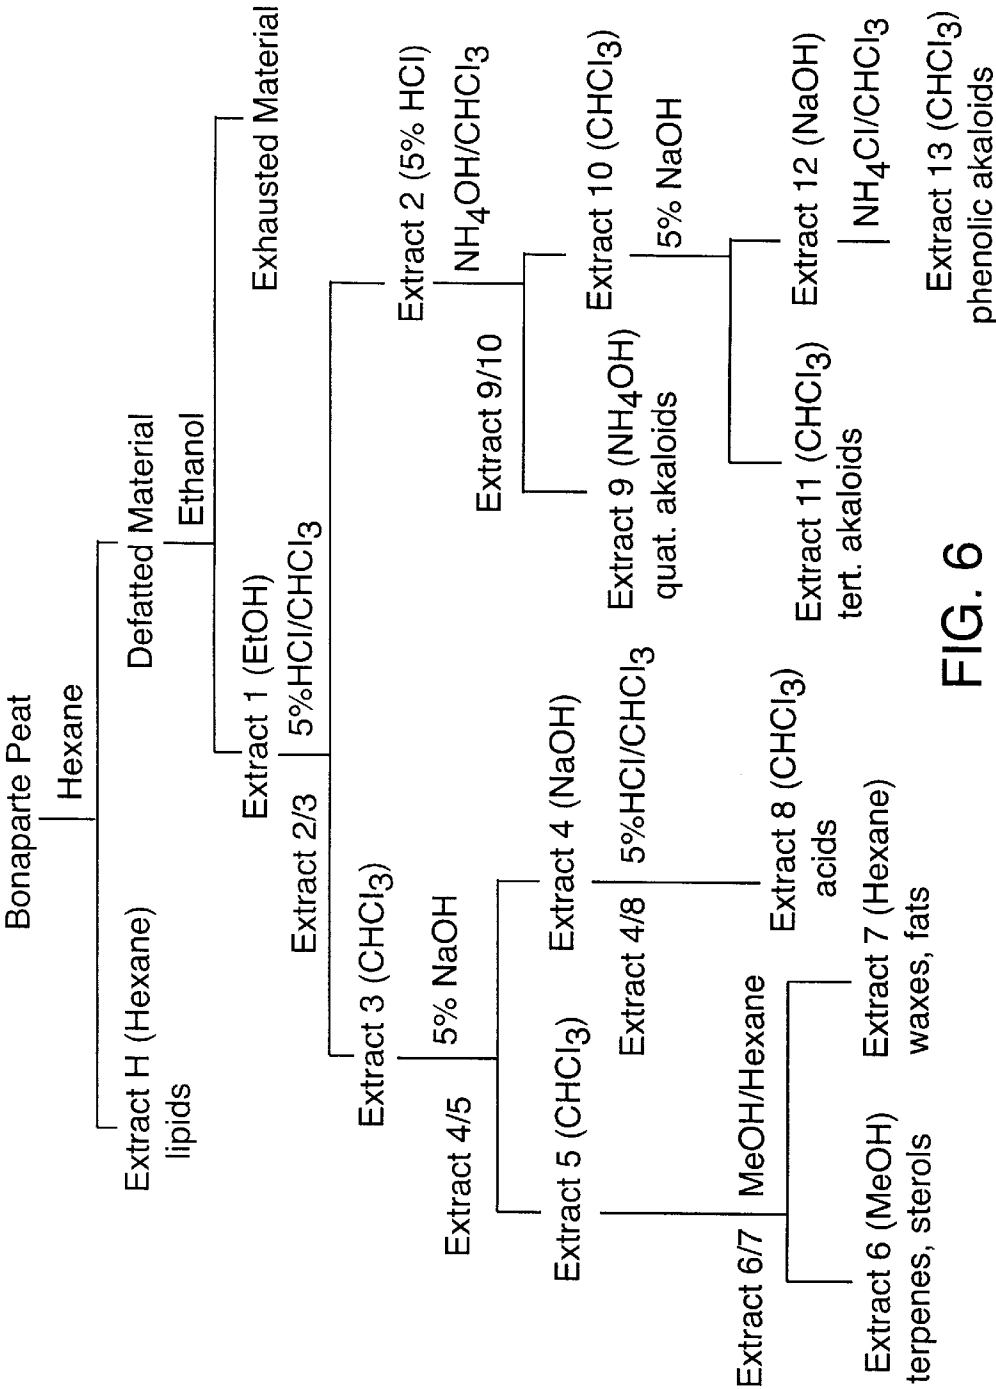 Bonaparte Peat
Hexane
Extract H (Hexane)
lipids
Defatted Material
Ethanol
Extract 1 (EtOH)
Exhausted Material
5%HCl/CHCl3
Extract 2/3
Extract 3 (CHCl3)
Extract 2 (5% HCl)
5% NaOH
NH4OH/CHCl3
Extract 4/5
Extract 9/10
Extract 5 (CHCl3)
Extract 4 (NaOH)
Extract 9 (NH4OH)
quat. akaloids
Extract 10 (CHCl3)
Extract 4/8
5%HCl/CHCl3
5% NaOH
Extract 6/7
MeOH/Hexane
Extract 8 (CHCl3)
acids
Extract 11 (CHCl3)
tert. akaloids
Extract 12 (NaOH)
NH4Cl/CHCl3
Extract 6 (MeOH)
terpenes, sterols
Extract 7 (Hexane)
waxes, fats
Extract 13 (CHCl3)
phenolic akaloids
FIG. 6